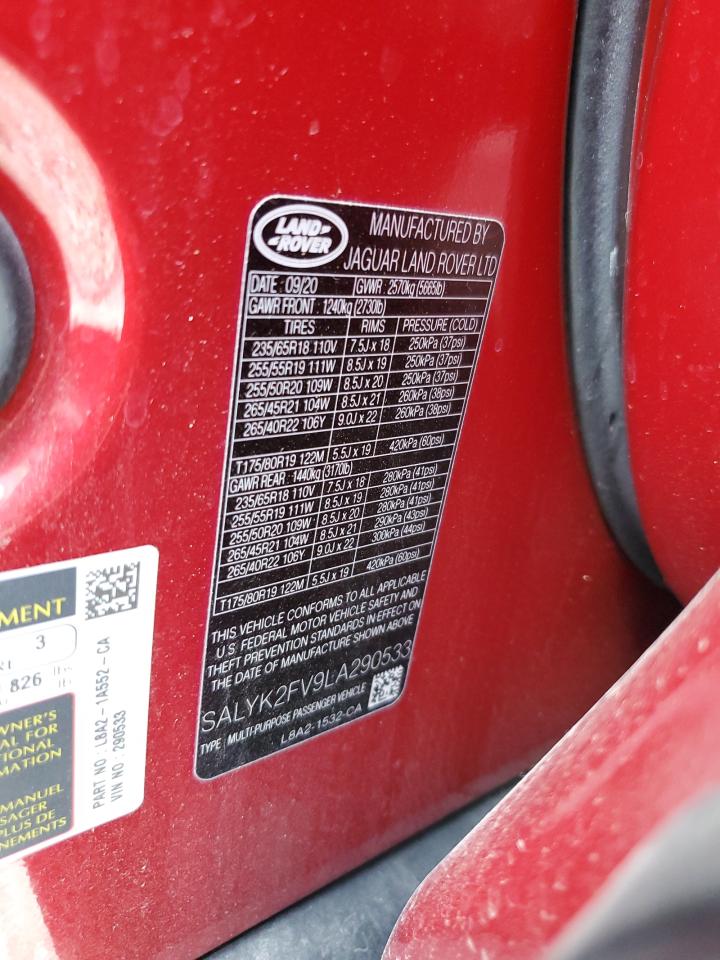 LAND-
-ROVER
MANUFACTURED BY
JAGUAR LAND ROVER LTD
DATE : 09/20 GVWR : 2570kg (5665lb)
GAWR FRONT : 1240kg (2730lb)
TIRES RIMS PRESSURE (COLD)
235/65R18 110V 7.5J x 18 250kPa (37psi)
255/55R19 111W 8.5J x 19 250kPa (37psi)
255/50R20 109W 8.5J x 20 250kPa (37psi)
265/45R21 104W 8.5J x 21 260kPa (38psi)
265/40R22 106Y 9.0J x 22 260kPa (38psi)
T175/80R19 122M 5.5J x 19 420kPa (60psi)
GAWR REAR : 1440kg (3170lb)
235/65R18 110V 7.5J x 18 280kPa (41psi)
255/55R19 111W 8.5J x 19 280kPa (41psi)
255/50R20 109W 8.5J x 20 280kPa (41psi)
265/45R21 104W 8.5J x 21 290kPa (43psi)
265/40R22 106Y 9.0J x 22 300kPa (44psi)
T175/80R19 122M 5.5J x 19 420kPa (60psi)
THIS VEHICLE CONFORMS TO ALL APPLICABLE
U.S. FEDERAL MOTOR VEHICLE SAFETY AND
THEFT PREVENTION STANDARDS IN EFFECT ON
THE DATE OF MANUFACTURE SHOWN ABOVE
SALYK2FV9LA290533
TYPE : MULTI-PURPOSE PASSENGER VEHICLE
L8A2-1532-CA
MENT
3
826 lbs
WNER'S
AL FOR
TIONAL
RMATION
MANUEL
SAGER
PLUS DE
NEMENTS
PART NO : L8A2 - 1A552 - CA
VIN NO : 290533